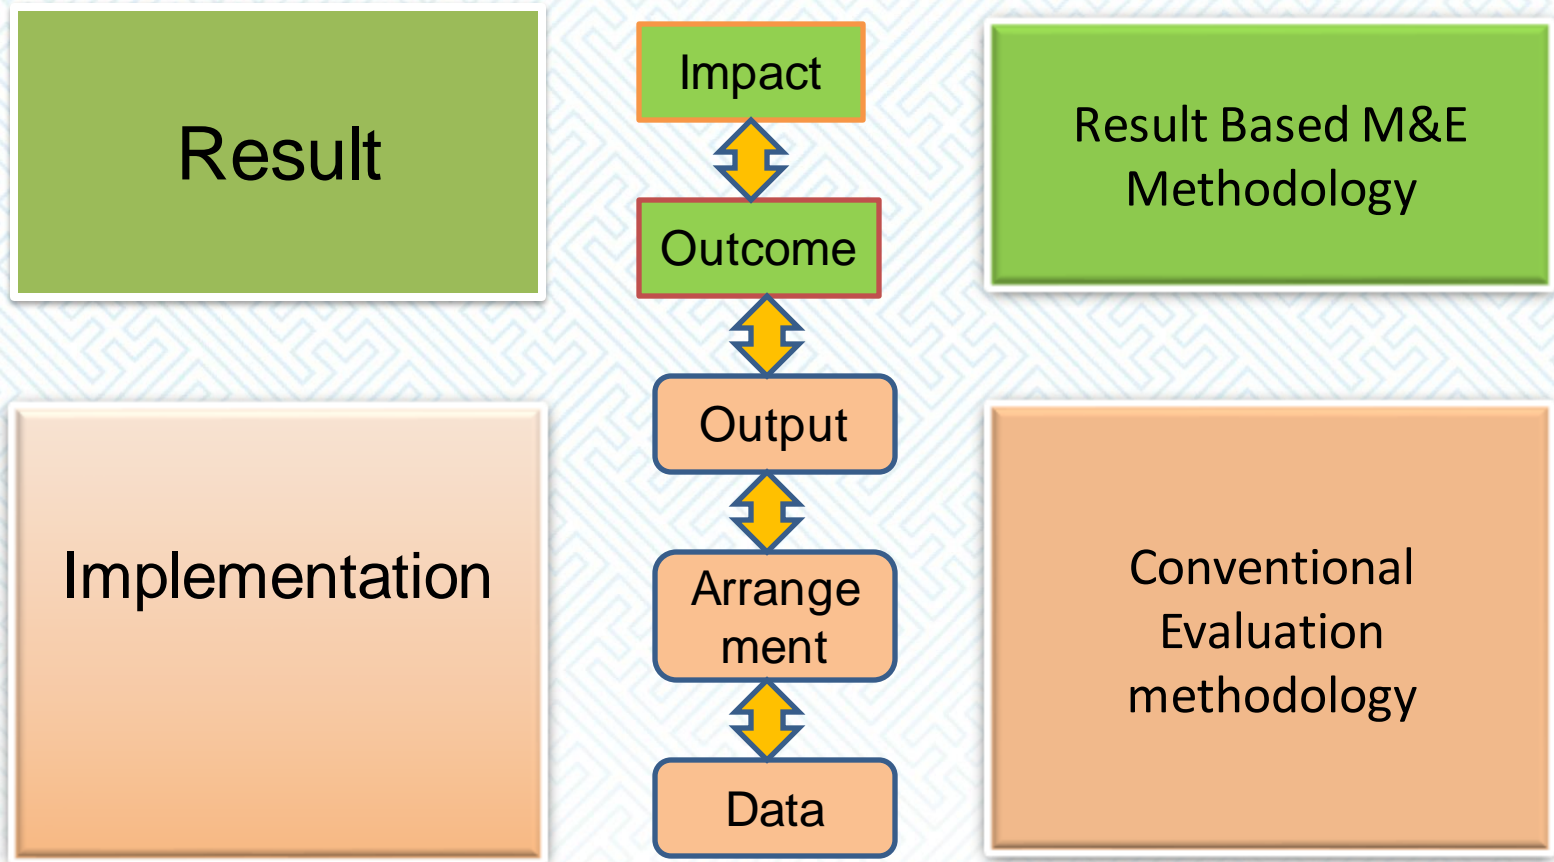 Result
Impact
Outcome
Result Based M&E
Methodology
Implementation
Output
Arrange
ment
Data
Conventional
Evaluation
methodology